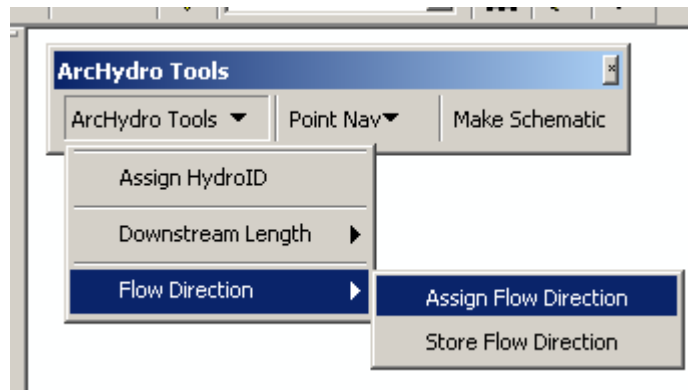 ArcHydro Tools
ArcHydro Tools Point Nav Make Schematic
Assign HydroID
Downstream Length
Flow Direction
Assign Flow Direction
Store Flow Direction